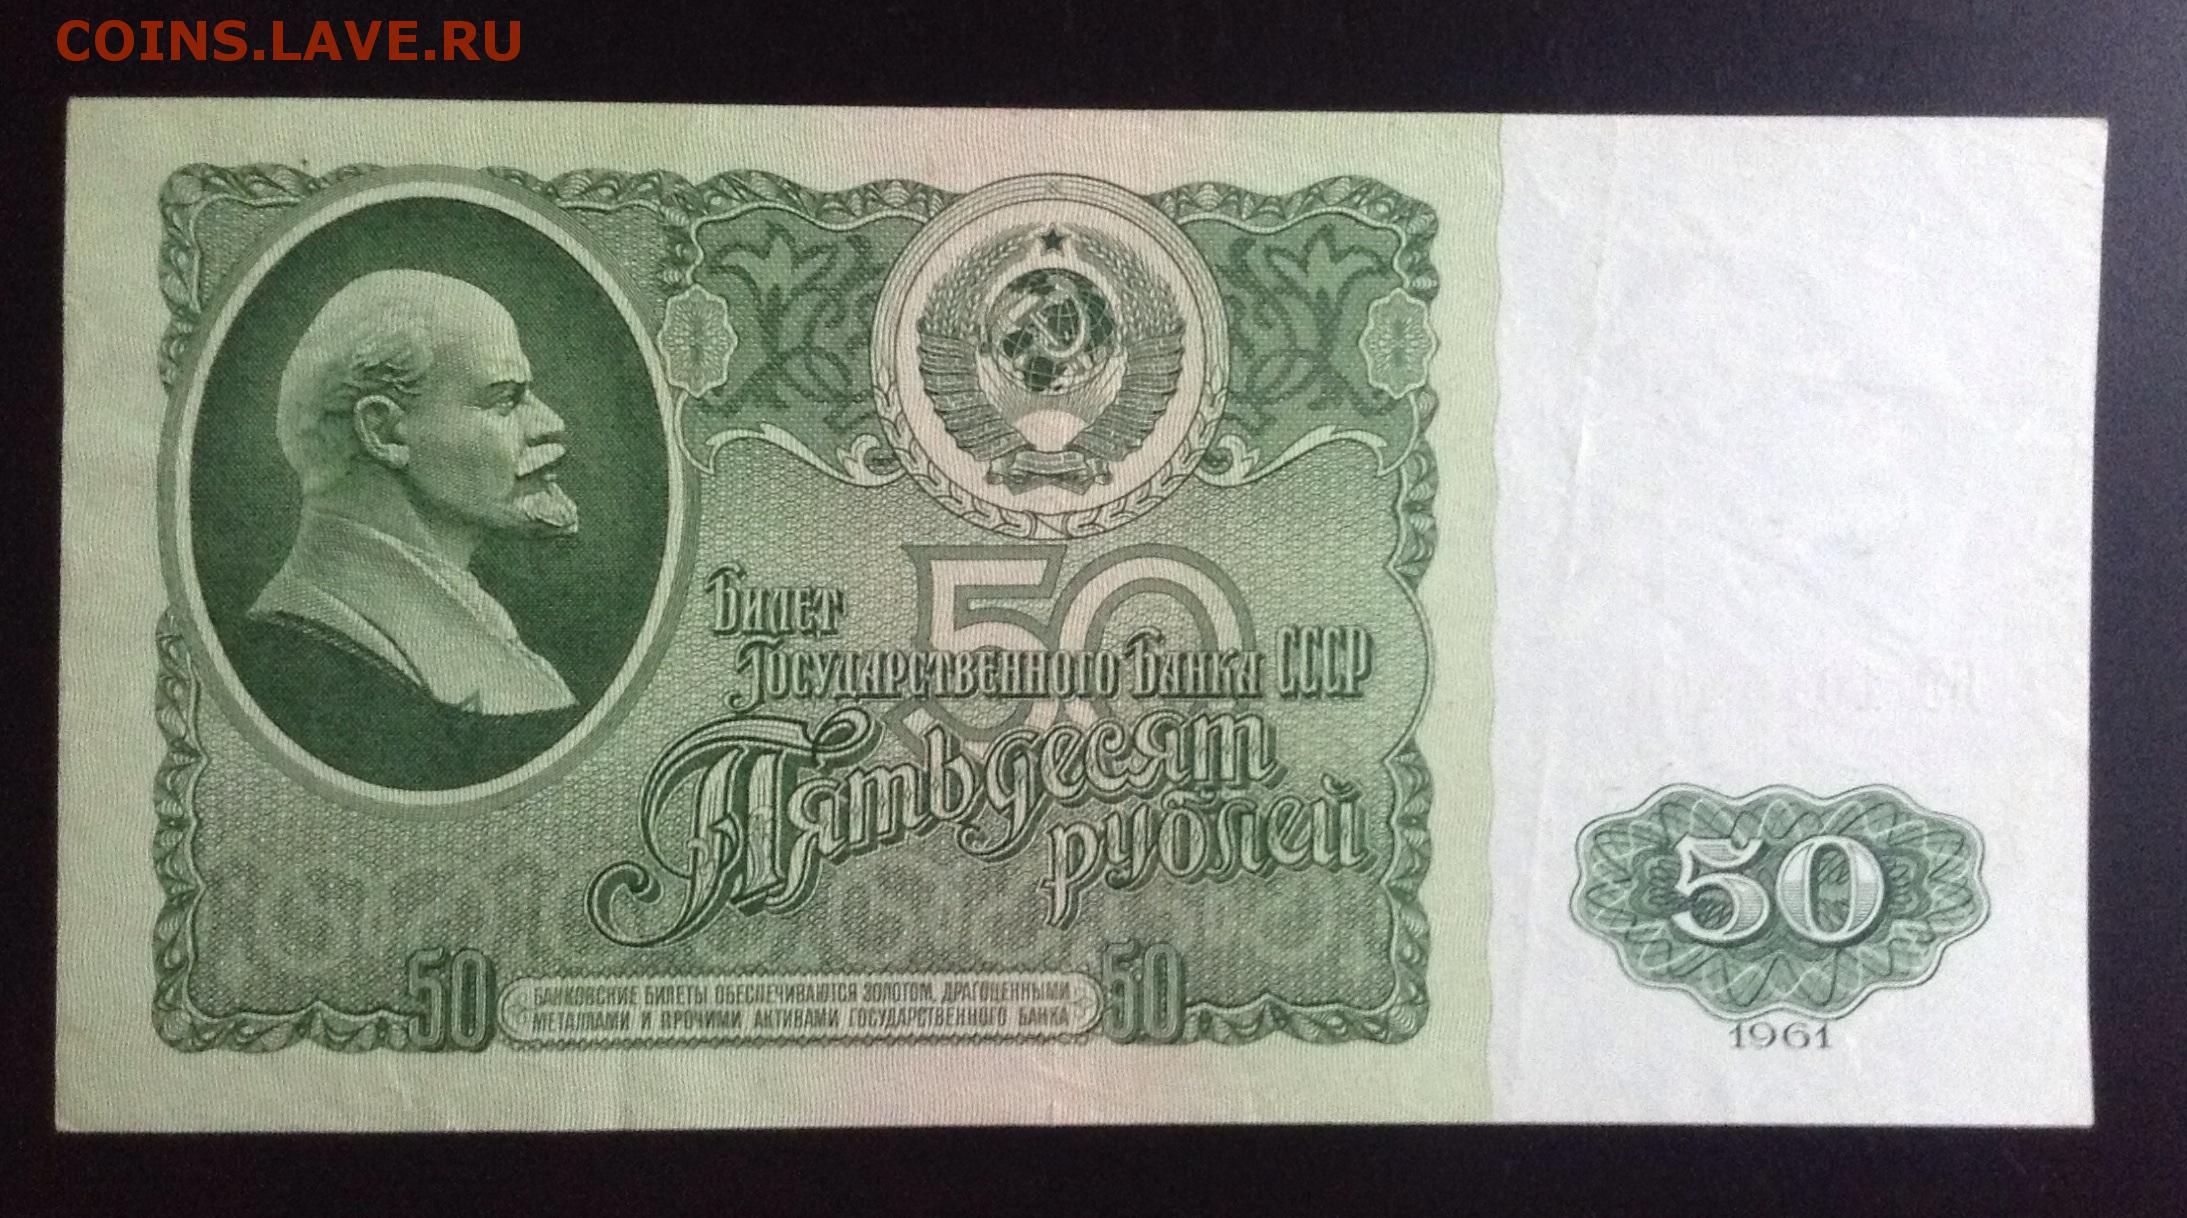 COINS.LAVE.RU
Билет
Государственного Банка СССР
50
Пятьдесят
рублей
50
50
БАНКОВСКИЕ БИЛЕТЫ ОБЕСПЕЧИВАЮТСЯ ЗОЛОТОМ, ДРАГОЦЕННЫМИ
МЕТАЛЛАМИ И ПРОЧИМИ АКТИВАМИ ГОСУДАРСТВЕННОГО БАНКА
50
1961